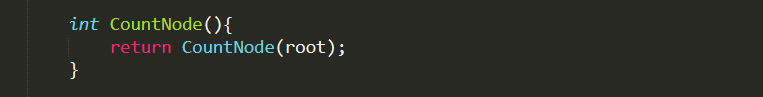 int CountNode(){
    return CountNode(root);
}